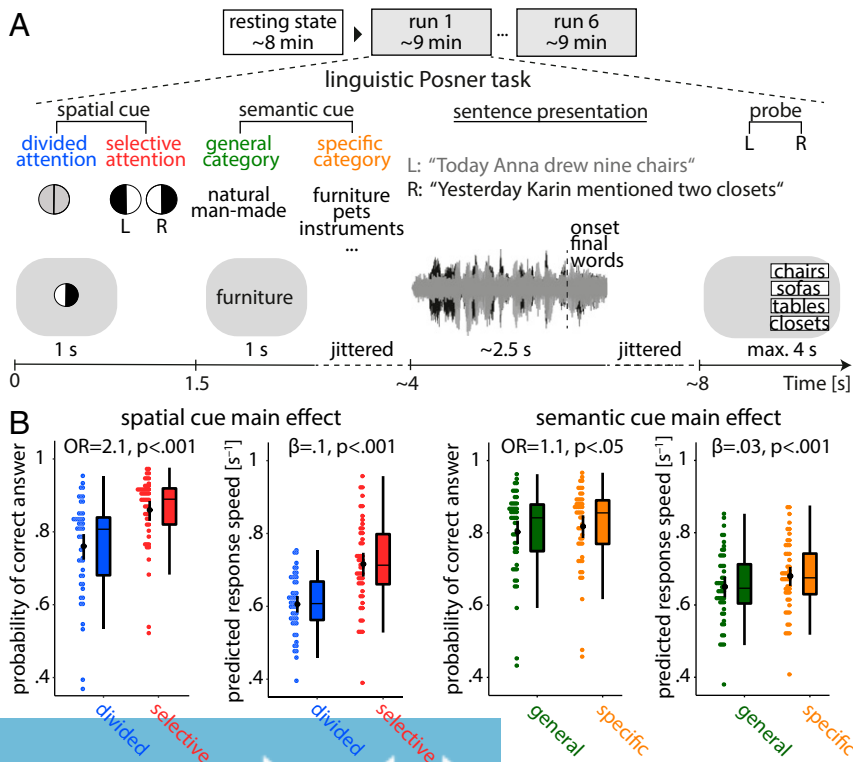 A
resting state
~8 min
run 1
~9 min
...
run 6
~9 min
linguistic Posner task
spatial cue
semantic cue
sentence presentation
probe
L R
divided
attention
selective
attention
general
category
specific
category
L: “Today Anna drew nine chairs“
R: “Yesterday Karin mentioned two closets“
L R
natural
man-made
furniture
pets
instruments
...
onset
final
words
furniture
chairs
sofas
tables
closets
1 s
1 s
jittered
~2.5 s
jittered
max. 4 s
0
1.5
~4
~8
Time [s]
B
spatial cue main effect
semantic cue main effect
OR=2.1, p<.001
probability of correct answer
1
.8
.6
.4
divided
selective
β=.1, p<.001
predicted response speed [s⁻¹]
1
.8
.6
.4
divided
selective
OR=1.1, p<.05
probability of correct answer
1
.8
.6
.4
general
specific
β=.03, p<.001
predicted response speed [s⁻¹]
1
.8
.6
.4
general
specific